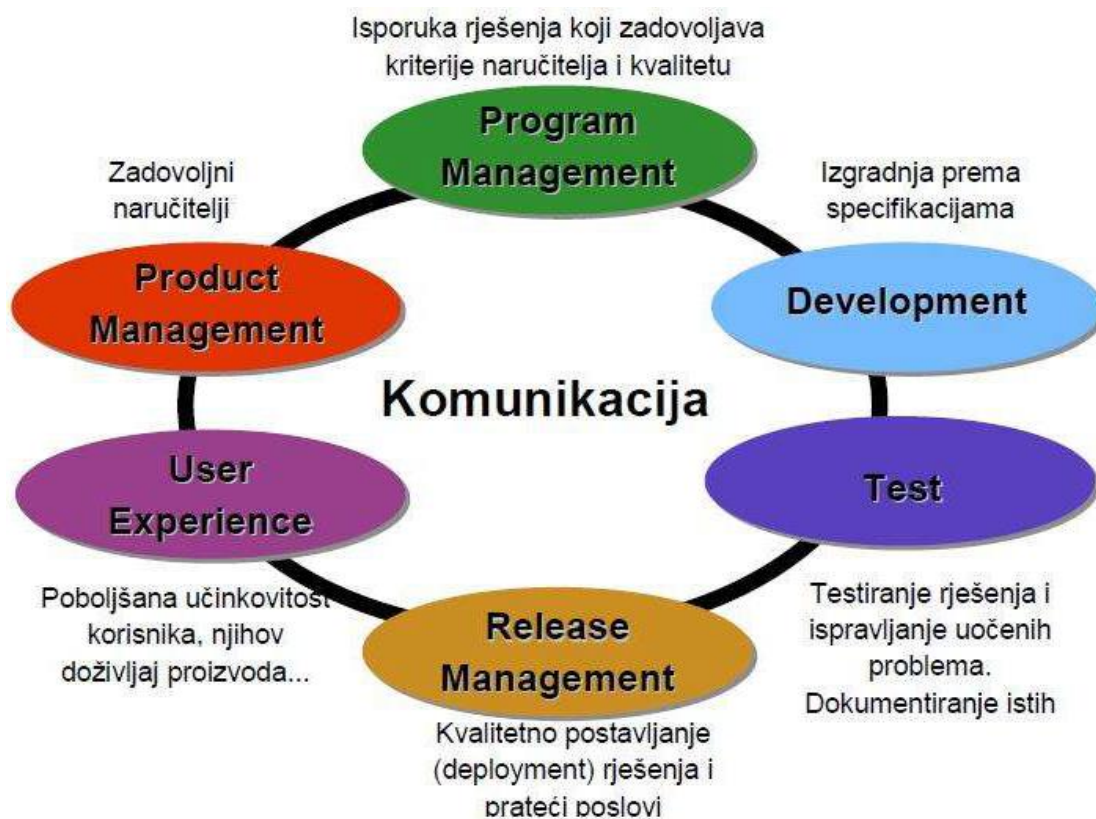 Isporuka rješenja koji zadovoljava
kriterije naručitelja i kvalitetu
Program
Management
Zadovoljni
naručitelji
Izgradnja prema
specifikacijama
Product
Management
Development
Komunikacija
User
Experience
Test
Poboljšana učinkovitost
korisnika, njihov
doživljaj proizvoda...
Release
Management
Testiranje rješenja i
ispravljanje uočenih
problema.
Dokumentiranje istih
Kvalitetno postavljanje
(deployment) rješenja i
prateći poslovi